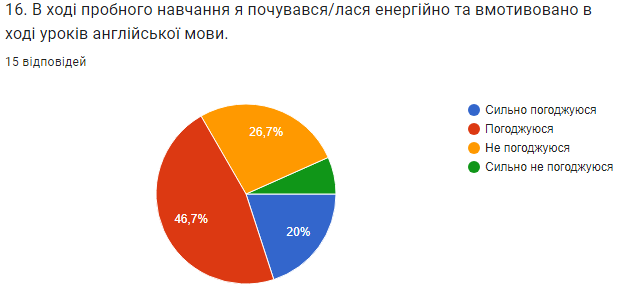 16. В ході пробного навчання я почувався/лася енергійно та вмотивовано в
ході уроків англійської мови.
15 відповідей
Сильно погоджуюся
Погоджуюся
Не погоджуюся
Сильно не погоджуюся
26,7%
46,7%
20%